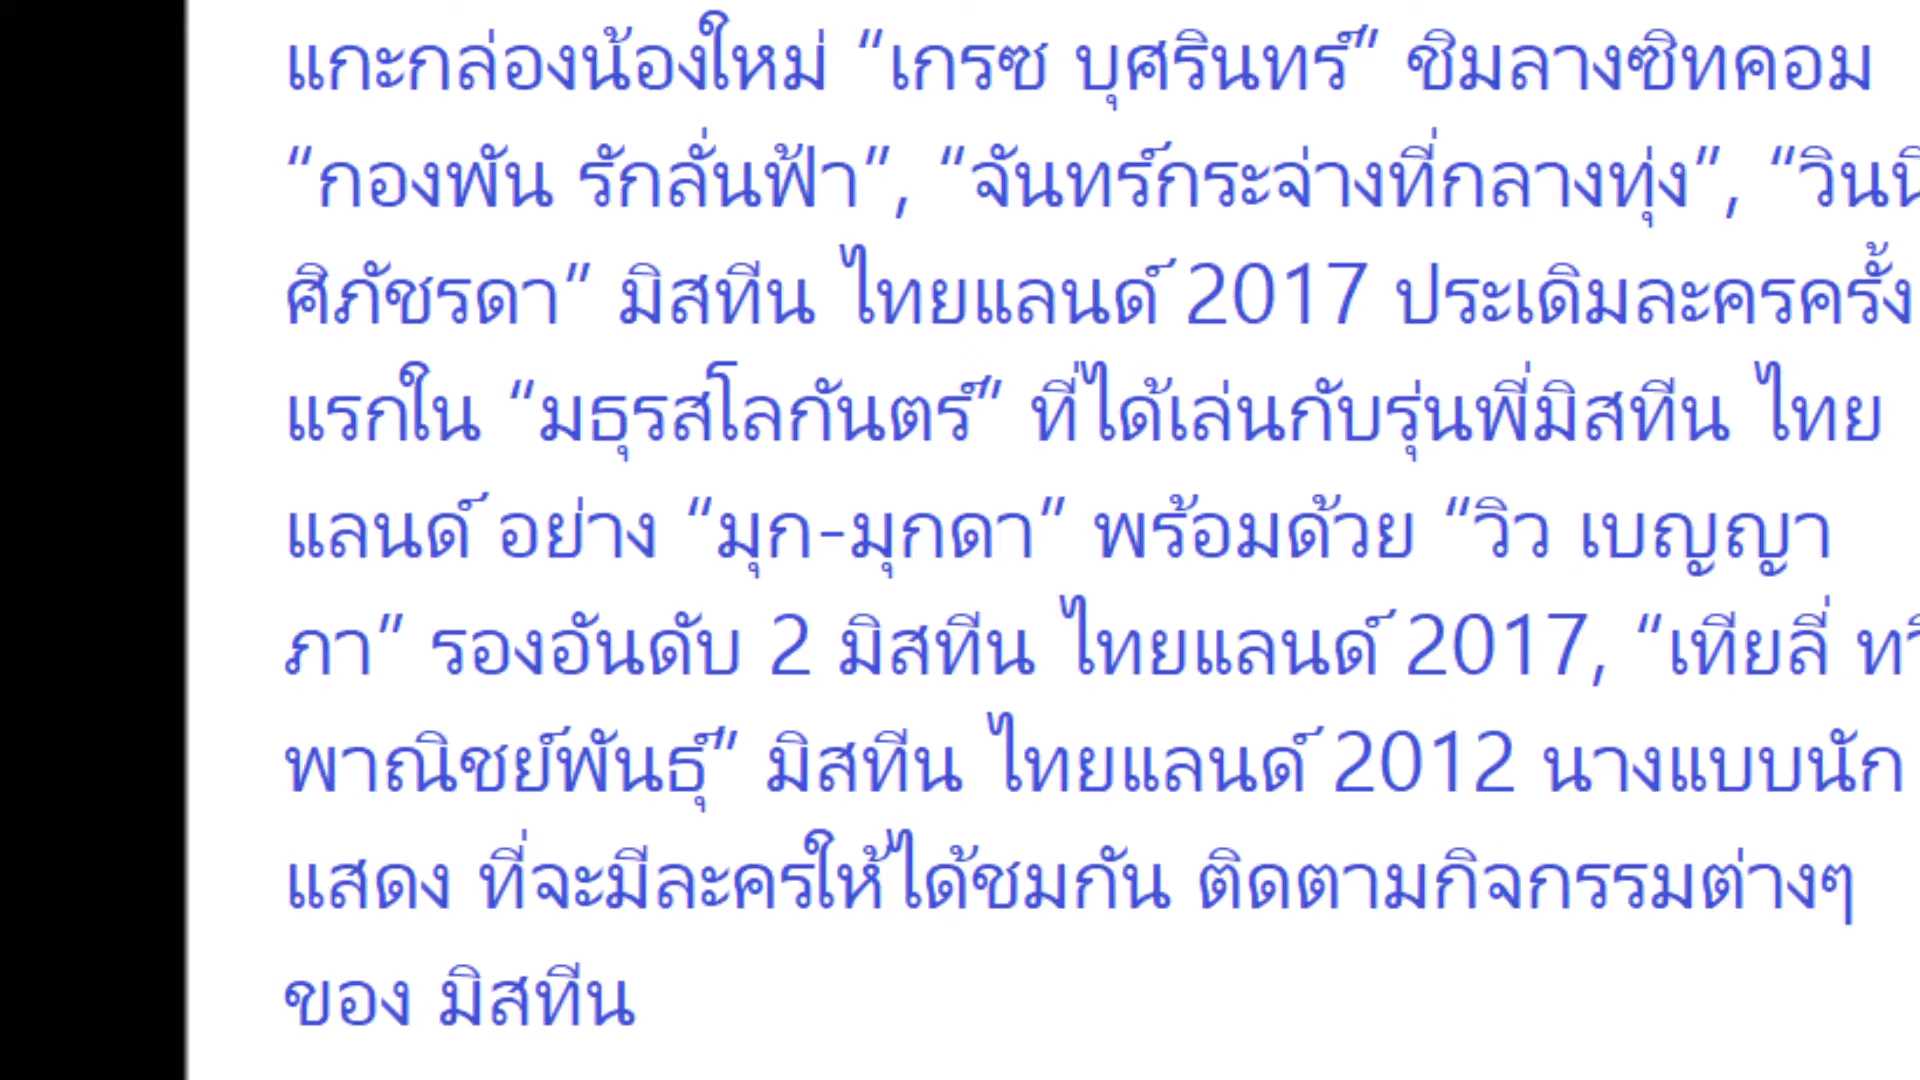 แกะกล่องน้องใหม่ “เกรซ บุศรินทร์” ชิมลางซิทคอม
“กองพัน รักลั่นฟ้า”, “จันทร์กระจ่างที่กลางทุ่ง”,
ศิภัชรดา” มิสทีน ไทยแลนด์ 2017 ประเดิมละครครั้ง
แรกใน “มธุรสโลกันตร์” ที่ได้เล่นกับรุ่นพี่มิสทีน ไทย
แลนด์ อย่าง “มุก-มุกดา” พร้อมด้วย “วิว เบญญา
ภา” รองอันดับ 2 มิสทีน ไทยแลนด์ 2017, “เทียลี่
พาณิชย์พันธุ์” มิสทีน ไทยแลนด์ 2012 นางแบบนัก
แสดง ที่จะมีละครให้ได้ชมกัน ติดตามกิจกรรมต่างๆ
ของ มิสทีน